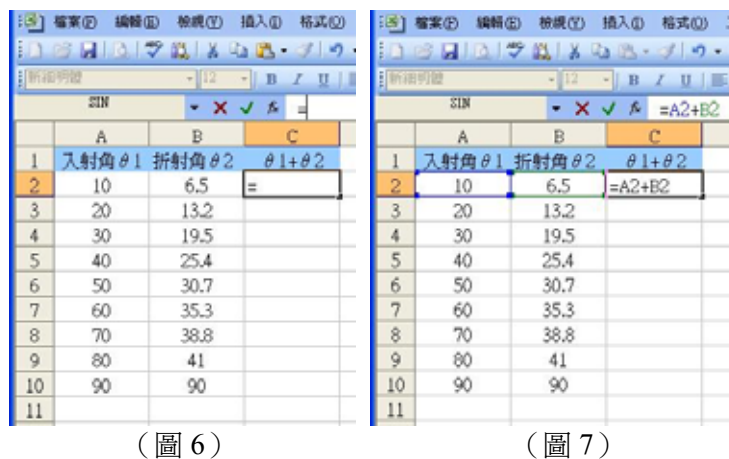 檔案(F) 編輯(E) 檢視(V) 插入(I) 格式(O)
新細明體 12 B I U
SIN =
A B C
1 入射角θ1 折射角θ2 θ1+θ2
2 10 6.5 =
3 20 13.2
4 30 19.5
5 40 25.4
6 50 30.7
7 60 35.3
8 70 38.8
9 80 41
10 90 90
11
(圖 6)
檔案(F) 編輯(E) 檢視(V) 插入(I) 格式(O)
新細明體 12 B I U
SIN =A2+B2
A B C
1 入射角θ1 折射角θ2 θ1+θ2
2 10 6.5 =A2+B2
3 20 13.2
4 30 19.5
5 40 25.4
6 50 30.7
7 60 35.3
8 70 38.8
9 80 41
10 90 90
11
(圖 7)